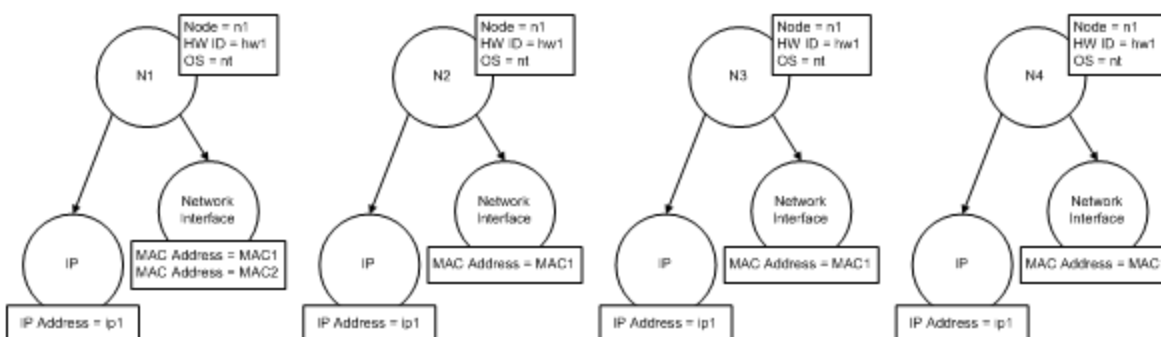 Node = n1
HW ID = hw1
OS = nt
N1
Network
Interface
MAC Address = MAC1
MAC Address = MAC2
IP
IP Address = ip1
Node = n1
HW ID = hw1
OS = nt
N2
Network
Interface
MAC Address = MAC1
IP
IP Address = ip1
Node = n1
HW ID = hw1
OS = nt
N3
Network
Interface
MAC Address = MAC1
IP
IP Address = ip1
Node = n1
HW ID = hw1
OS = nt
N4
Network
Interface
MAC Address = MAC
IP
IP Address = ip1